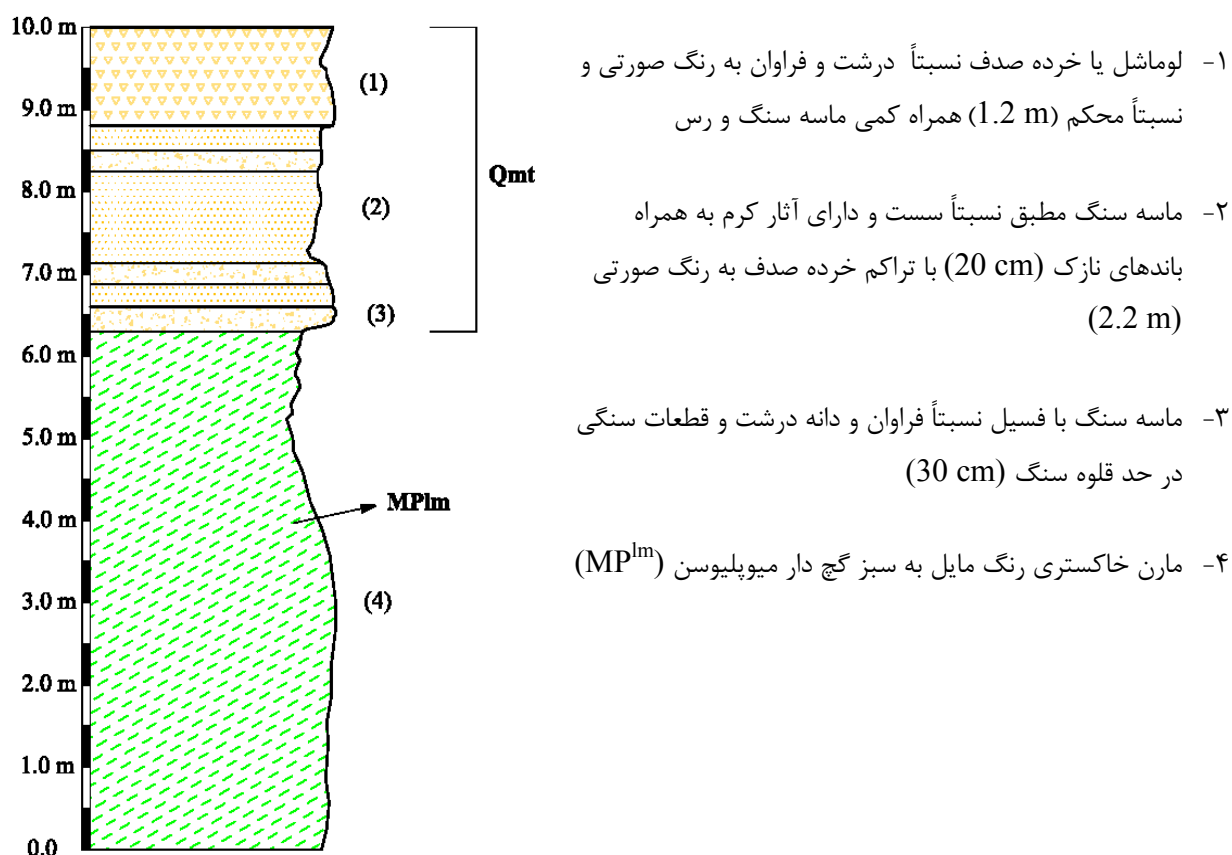 10.0 m
9.0 m
8.0 m
7.0 m
6.0 m
5.0 m
4.0 m
3.0 m
2.0 m
1.0 m
0.0
(1)
(2)
(3)
(4)
Qmt
MPlm
۱- لوماشل یا خرده صدف نسبتاً درشت و فراوان به رنگ صورتی و
نسبتاً محکم (1.2 m) همراه کمی ماسه سنگ و رس
۲- ماسه سنگ مطبق نسبتاً سست و دارای آثار کرم به همراه
باندهای نازک (20 cm) با تراکم خرده صدف به رنگ صورتی
(2.2 m)
۳- ماسه سنگ با فسیل نسبتاً فراوان و دانه درشت و قطعات سنگی
در حد قلوه سنگ (30 cm)
۴- مارن خاکستری رنگ مایل به سبز گچ دار میوپلیوسن (MP^lm)